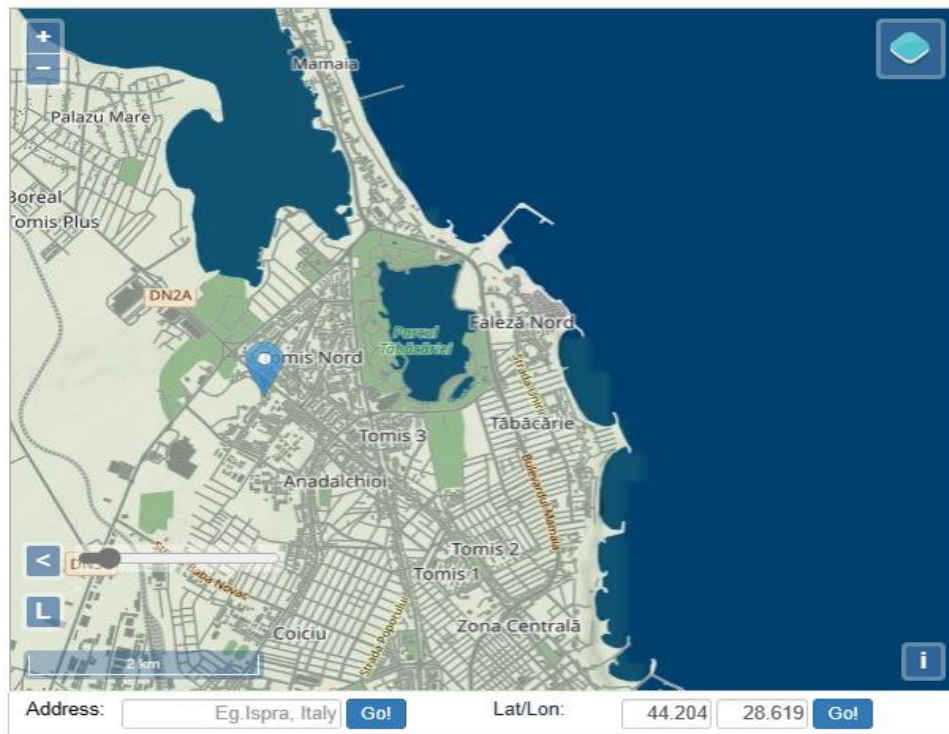 +
−
Mamaia
Palazu Mare
Boreal
Tomis Plus
DN2A
Parcul
Tăbăcăriei
Faleză Nord
Tomis Nord
Strada Unirii
Tăbăcărie
Tomis 3
Anadalchioi
Bulevardul Mamaia
Tomis 2
Tomis 1
<
Baba Novac
Strada Poporului
L
Coiciu
Zona Centrală
2 km
i
Address:
Eg.Ispra, Italy
Go!
Lat/Lon:
44.204
28.619
Go!